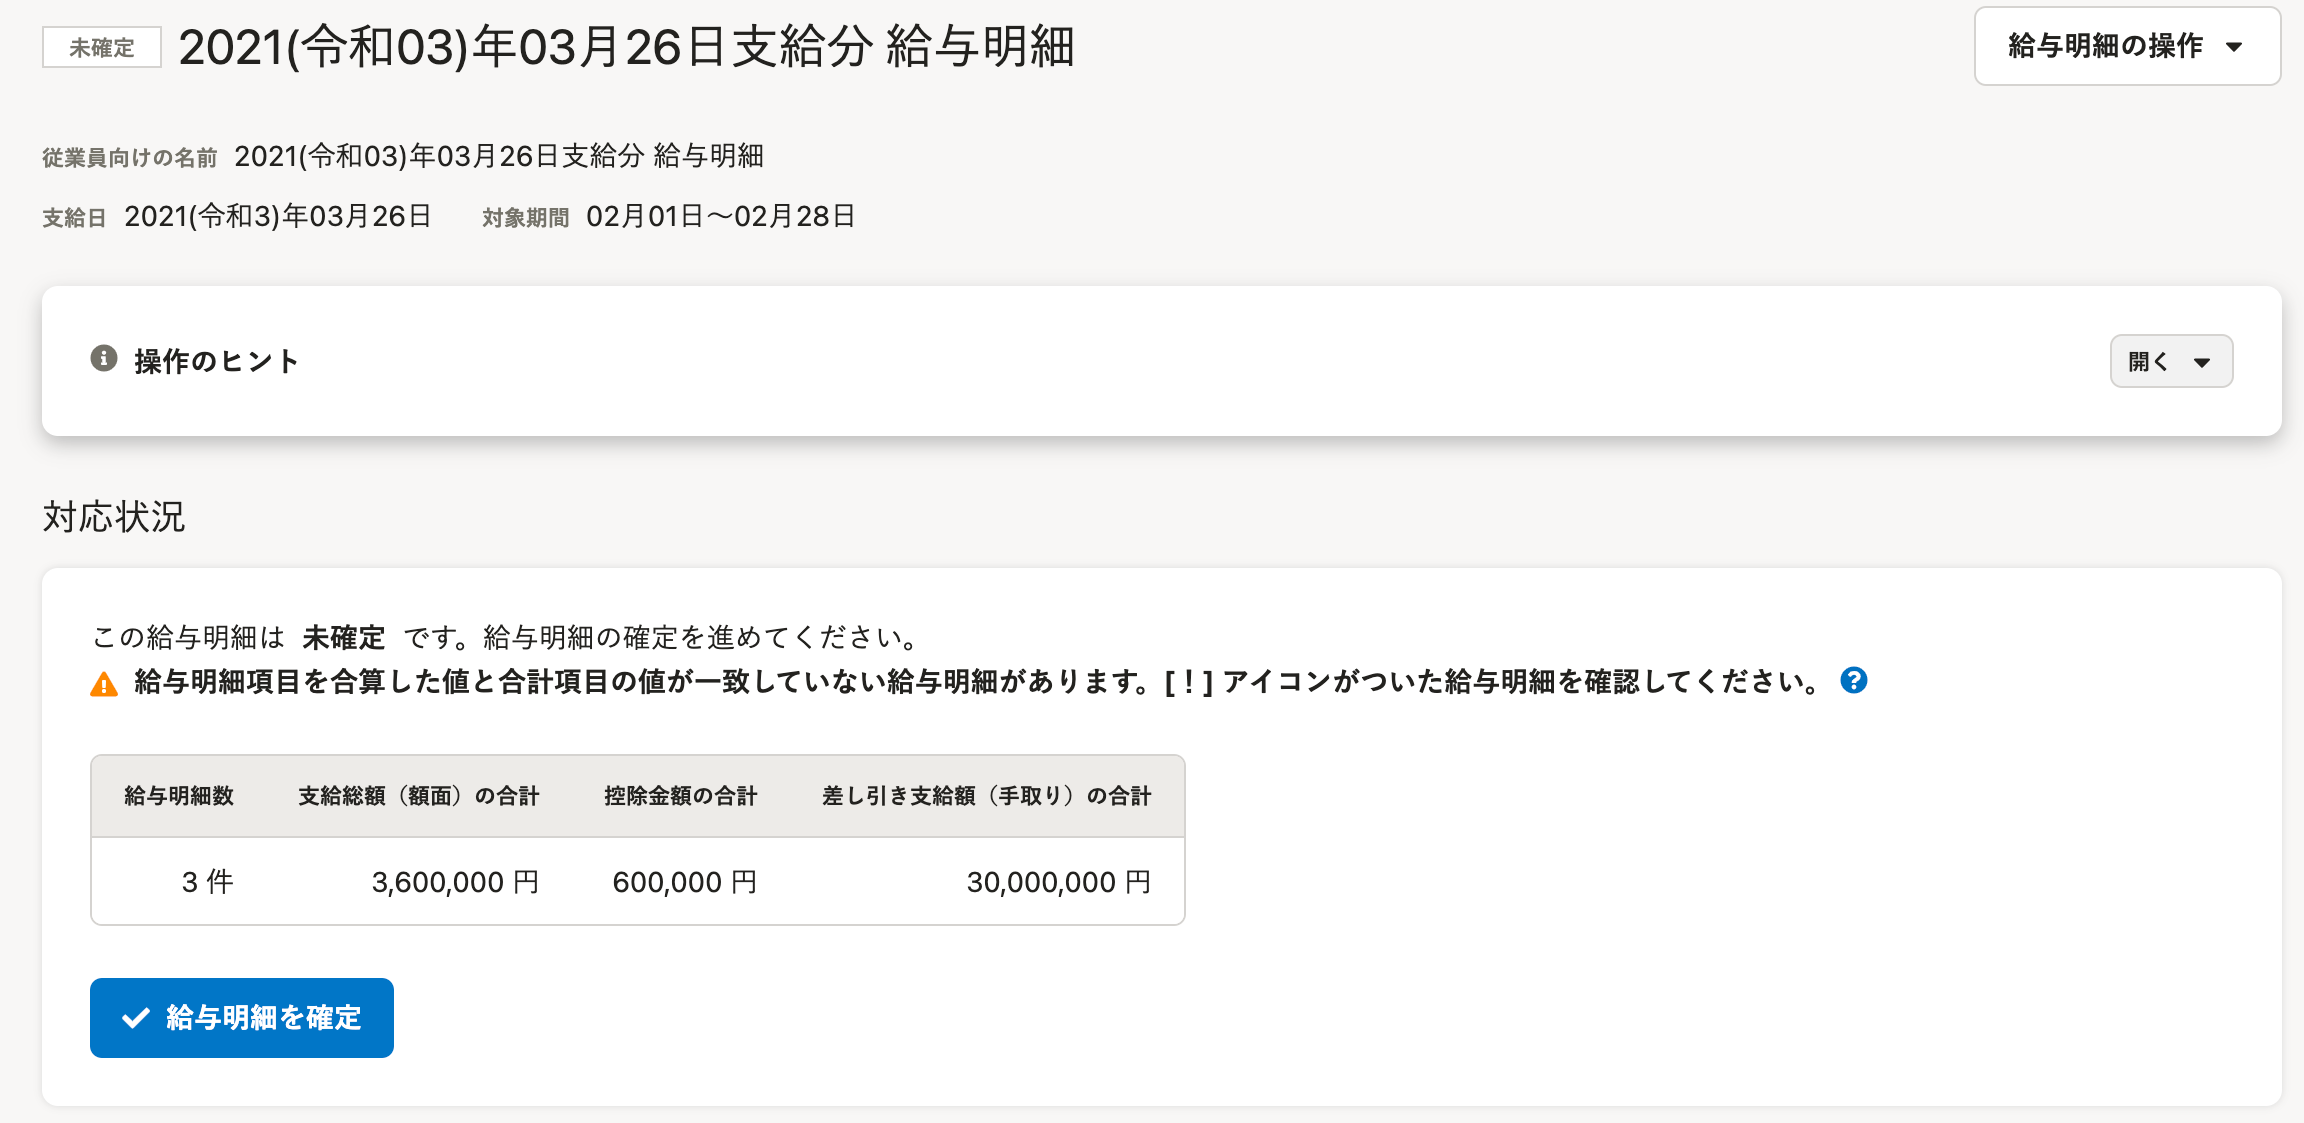 未確定 2021(令和03)年03月26日支給分 給与明細
給与明細の操作
従業員向けの名前 2021(令和03)年03月26日支給分 給与明細
支給日 2021(令和3)年03月26日 対象期間 02月01日〜02月28日
操作のヒント
開く
対応状況
この給与明細は 未確定 です。給与明細の確定を進めてください。
給与明細項目を合算した値と合計項目の値が一致していない給与明細があります。[ ! ] アイコンがついた給与明細を確認してください。
給与明細数 支給総額（額面）の合計 控除金額の合計 差し引き支給額（手取り）の合計
3 件 3,600,000 円 600,000 円 30,000,000 円
給与明細を確定